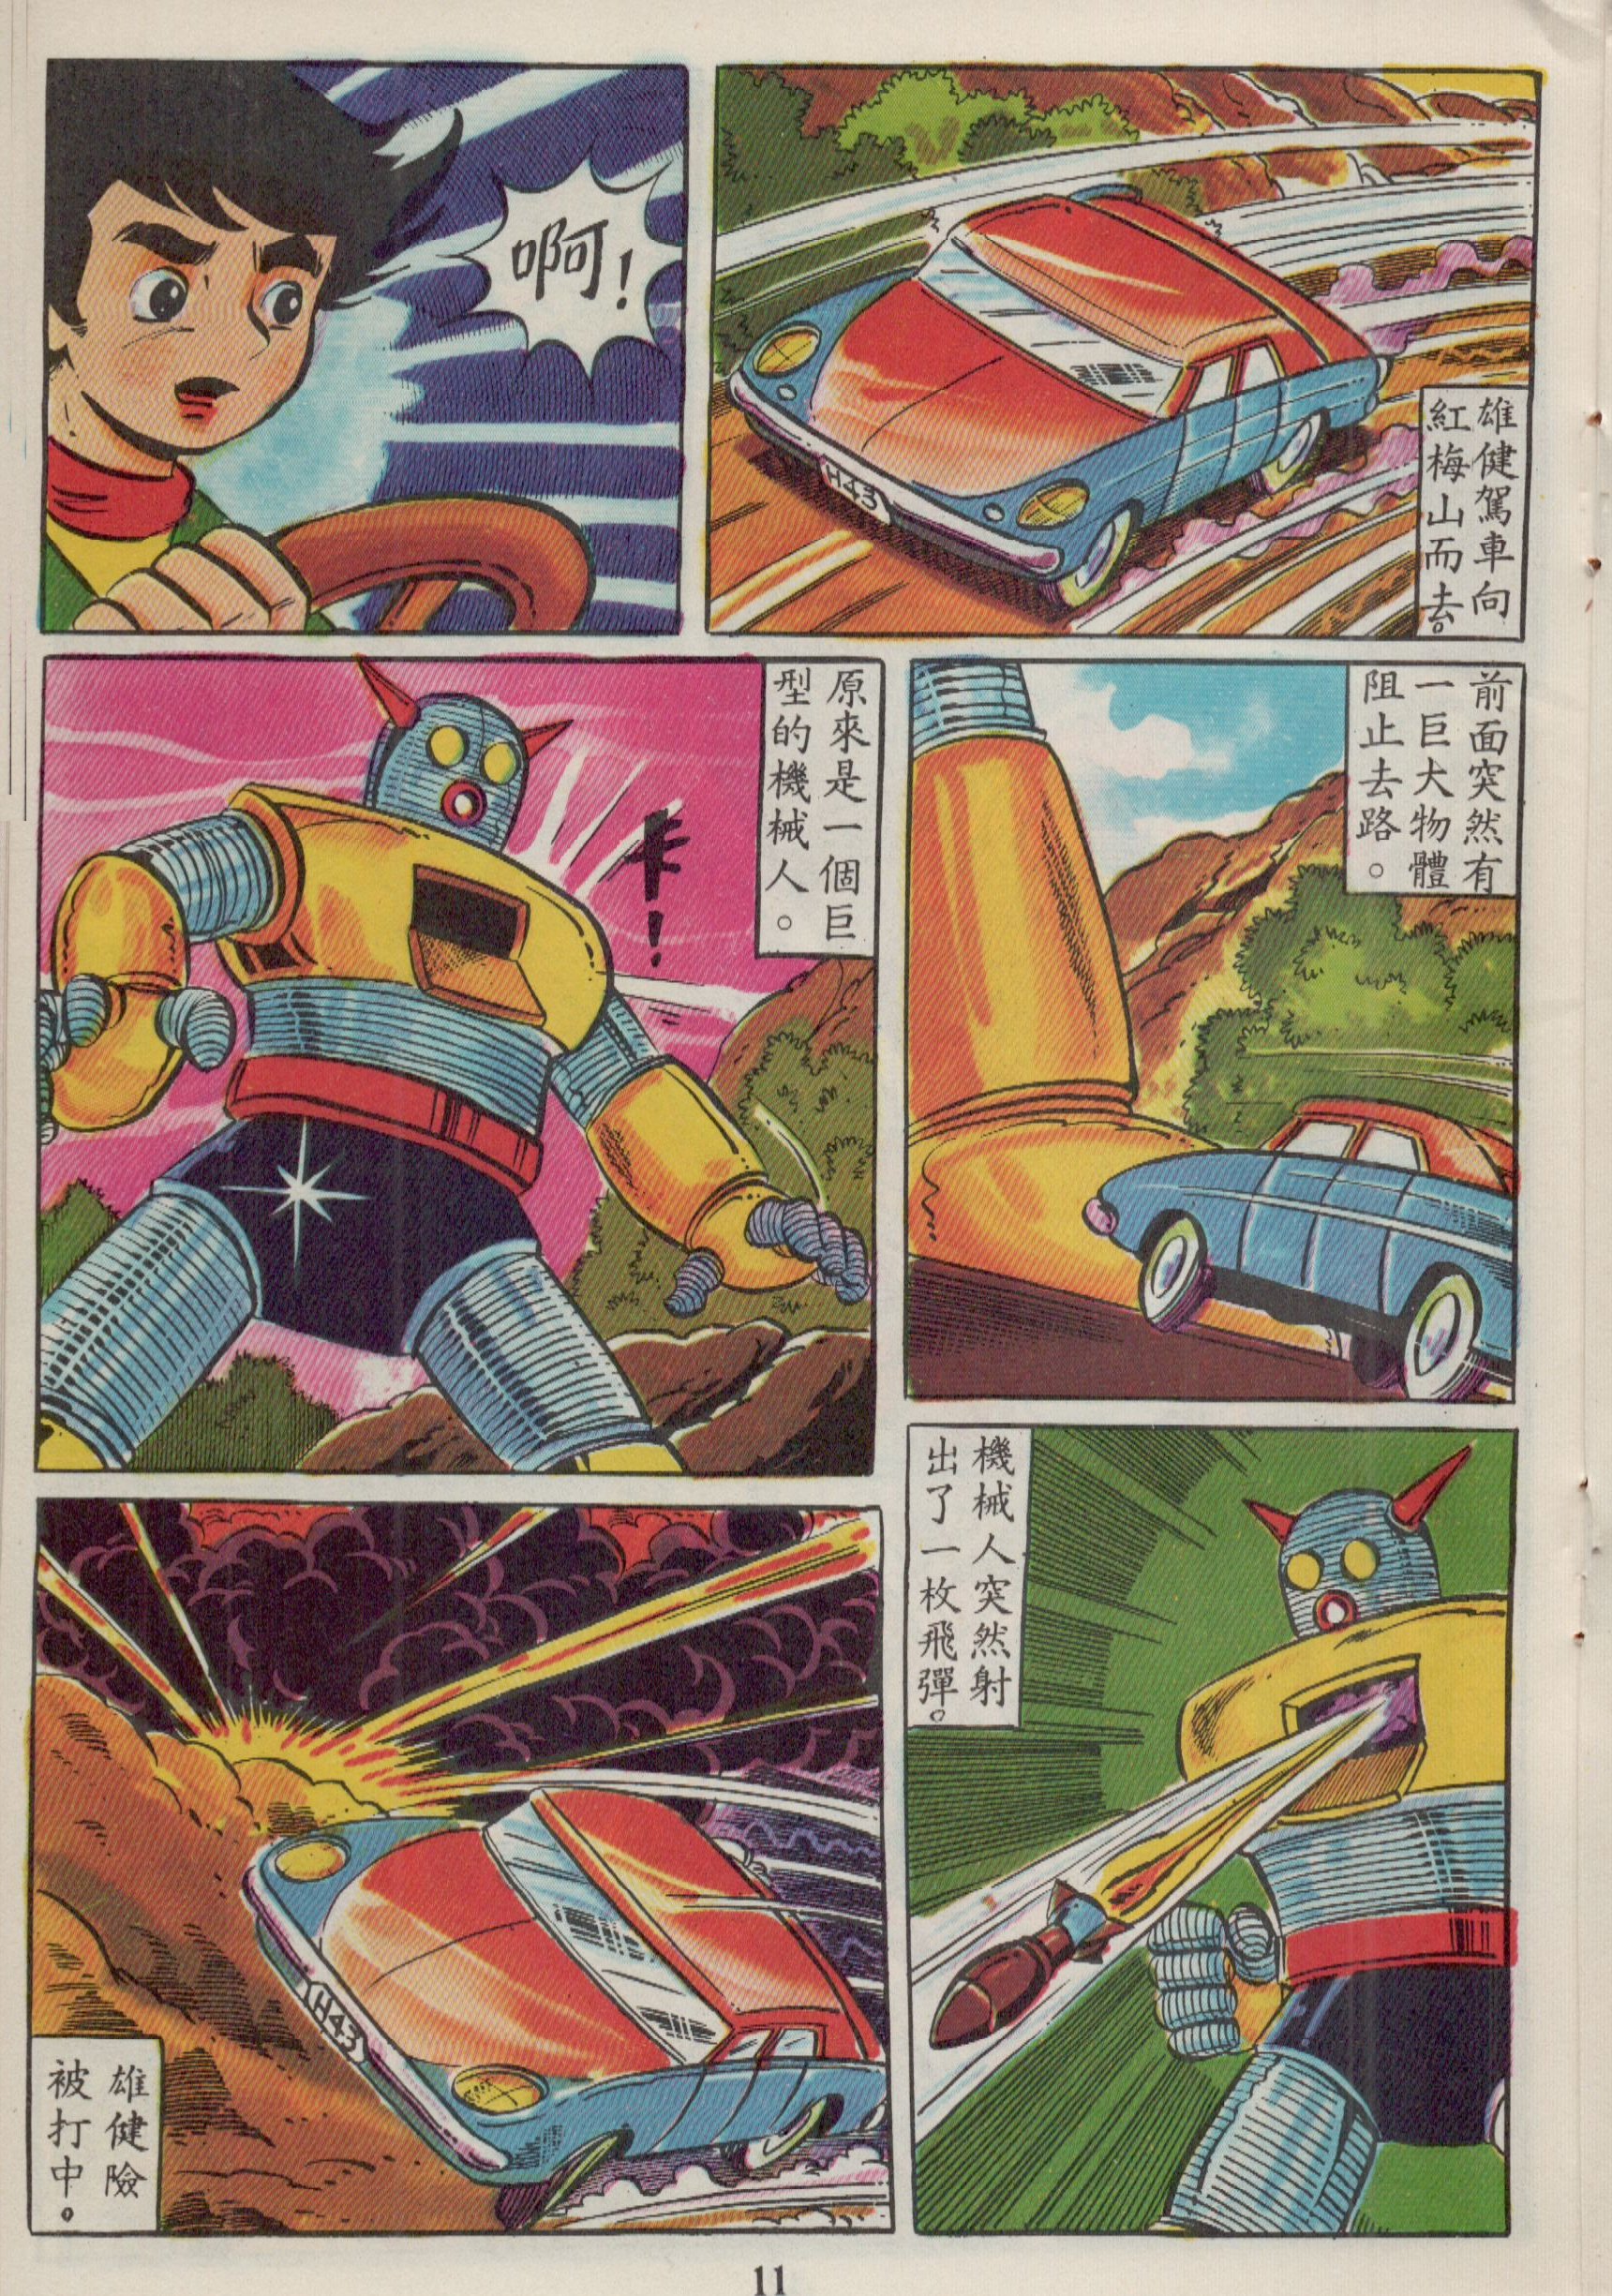 雄健駕車向
紅梅山而去。
H43
啊!
前面突然有
一巨大物體
阻止去路。
原來是一個巨
型的機械人。
卡!
機械人突然射
出了一枚飛彈。
H43
雄健險
被打中。
11